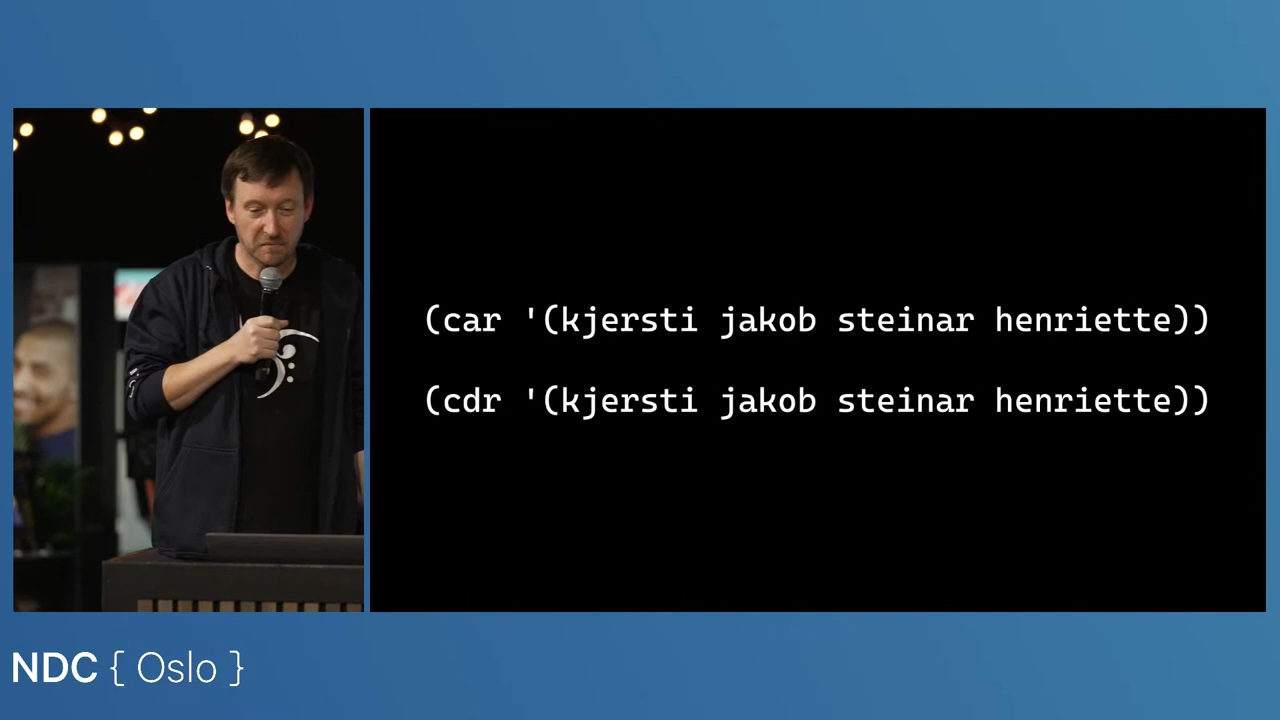 (car '(kjersti jakob steinar henriette))
(cdr '(kjersti jakob steinar henriette))
NDC { Oslo }